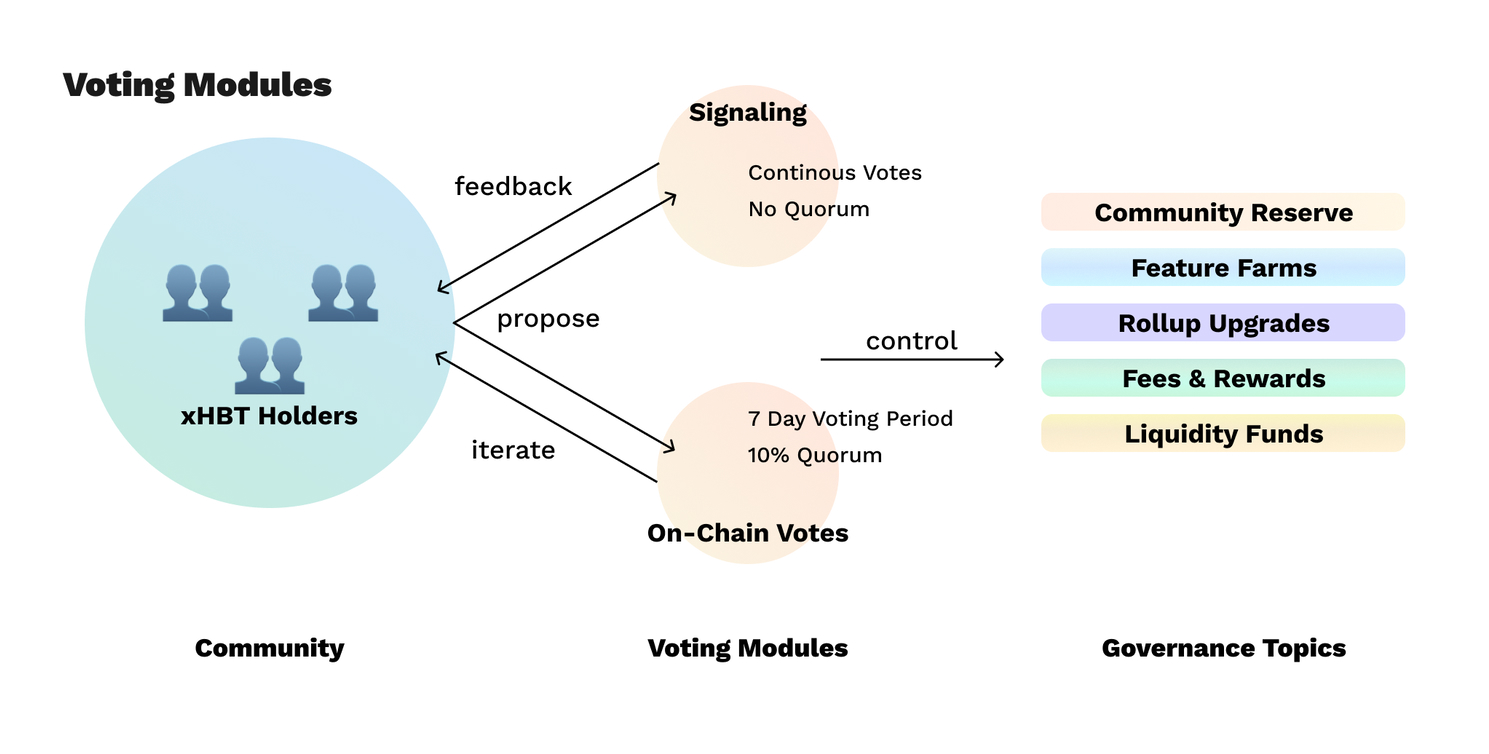 Voting Modules
xHBT Holders
feedback
propose
iterate
Signaling
Continous Votes
No Quorum
7 Day Voting Period
10% Quorum
On-Chain Votes
control
Community Reserve
Feature Farms
Rollup Upgrades
Fees & Rewards
Liquidity Funds
Community
Voting Modules
Governance Topics